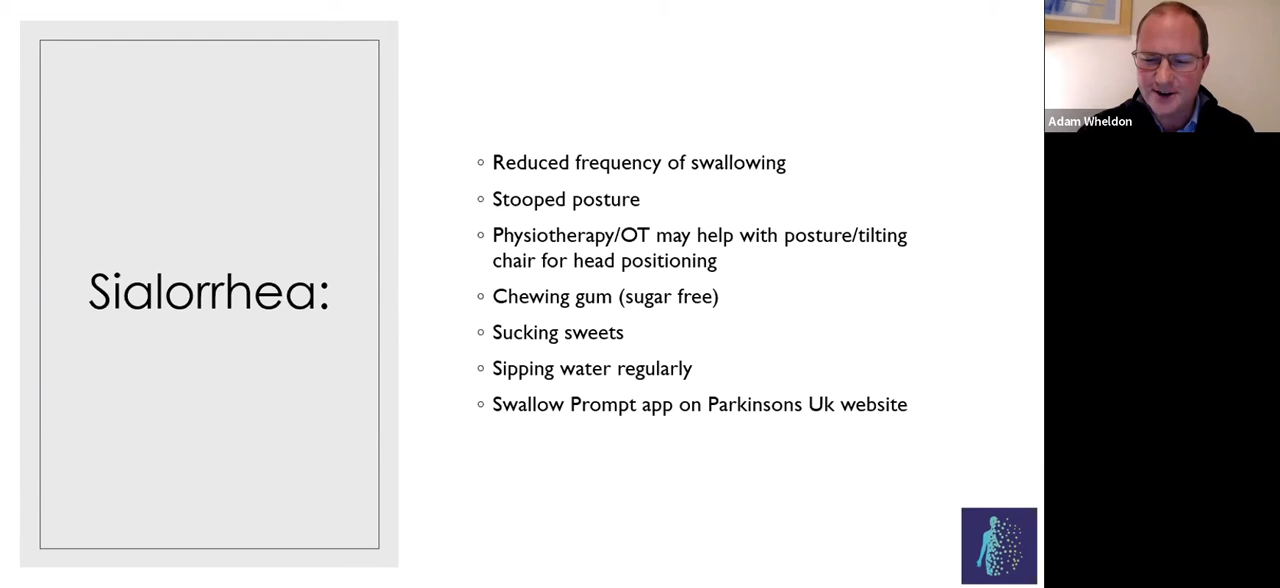 Sialorrhea:
◦ Reduced frequency of swallowing
◦ Stooped posture
◦ Physiotherapy/OT may help with posture/tilting
chair for head positioning
◦ Chewing gum (sugar free)
◦ Sucking sweets
◦ Sipping water regularly
◦ Swallow Prompt app on Parkinsons Uk website
Adam Wheldon